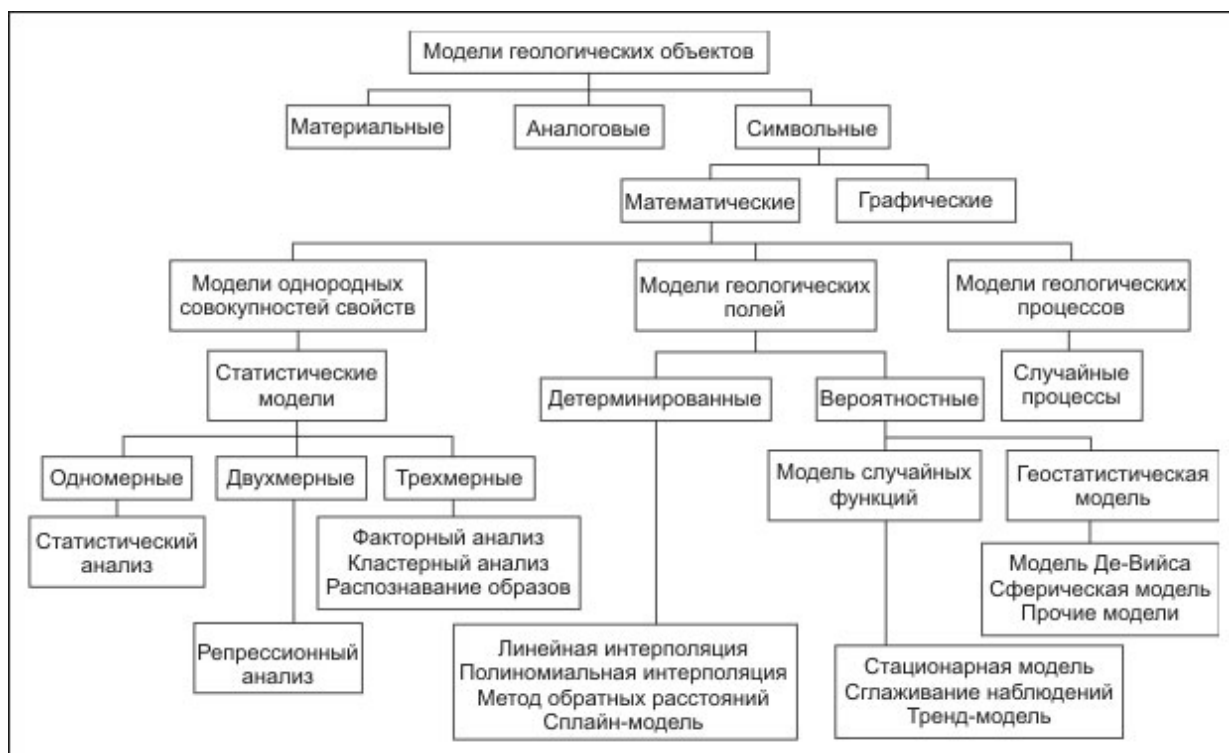 Модели геологических объектов
Материальные
Аналоговые
Символьные
Математические
Графические
Модели однородных
совокупностей свойств
Модели геологических
полей
Модели геологических
процессов
Статистические
модели
Детерминированные
Вероятностные
Случайные
процессы
Одномерные
Двухмерные
Трехмерные
Модель случайных
функций
Геостатистическая
модель
Статистический
анализ
Факторный анализ
Кластерный анализ
Распознавание образов
Модель Де-Вийса
Сферическая модель
Прочие модели
Репрессионный
анализ
Линейная интерполяция
Полиномиальная интерполяция
Метод обратных расстояний
Сплайн-модель
Стационарная модель
Сглаживание наблюдений
Тренд-модель